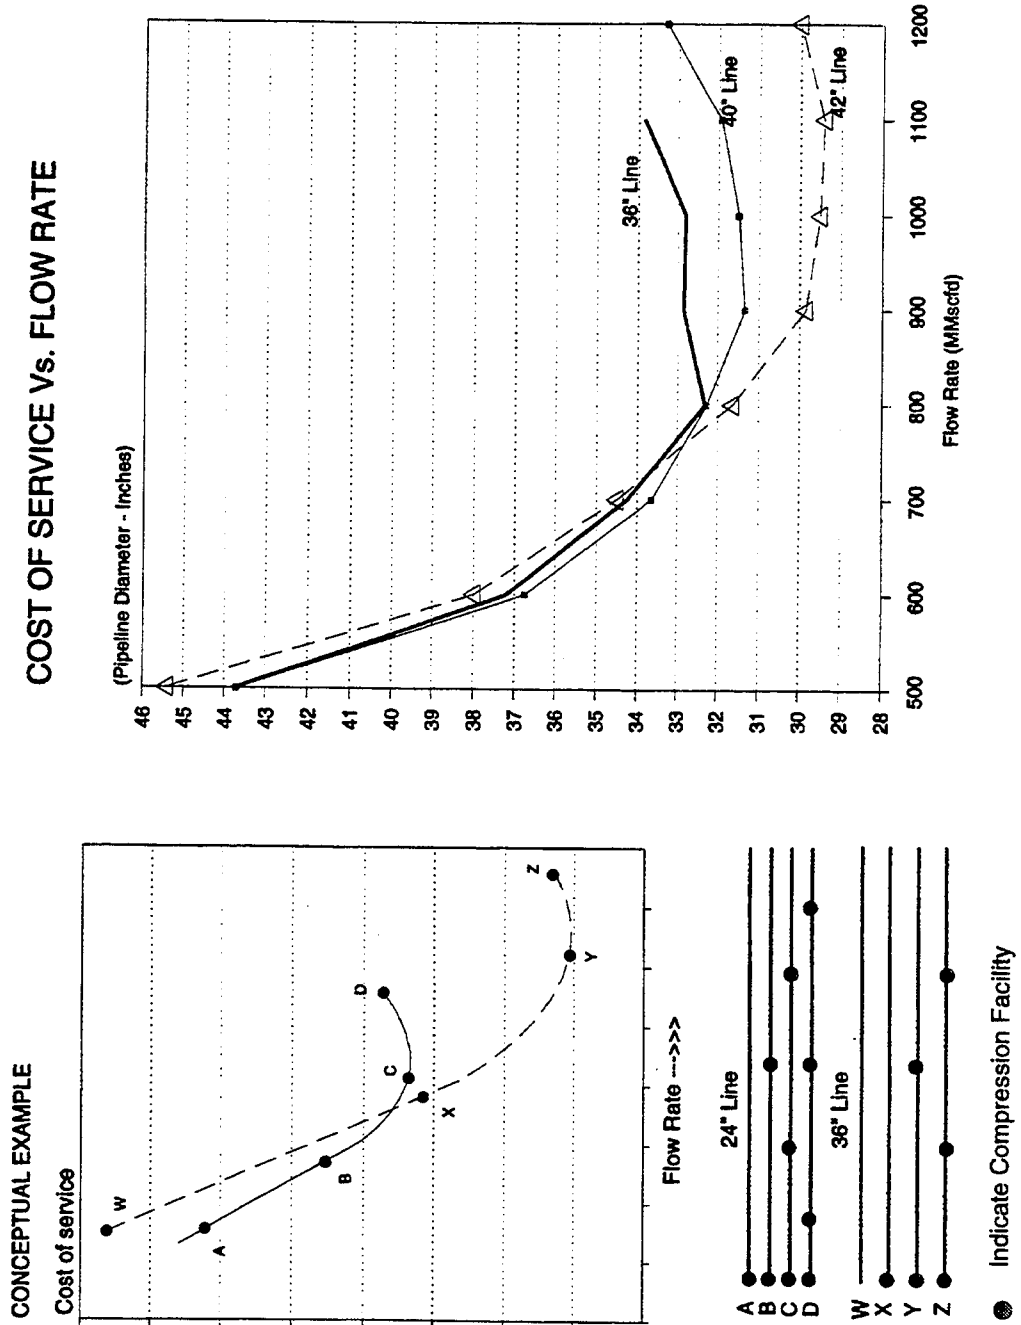 CONCEPTUAL EXAMPLE
Cost of service
W
A
B
X
C
D
Y
Z
Flow Rate --->>>
24" Line
A
B
C
D
36" Line
W
X
Y
Z
Indicate Compression Facility
COST OF SERVICE Vs. FLOW RATE
(Pipeline Diameter - Inches)
46
45
43
42
41
40
39
38
37
35
34
33
32
31
30
29
28
36" Line
40" Line
42" Line
500
600
700
800
900
1000
1100
1200
Flow Rate (MMscfd)